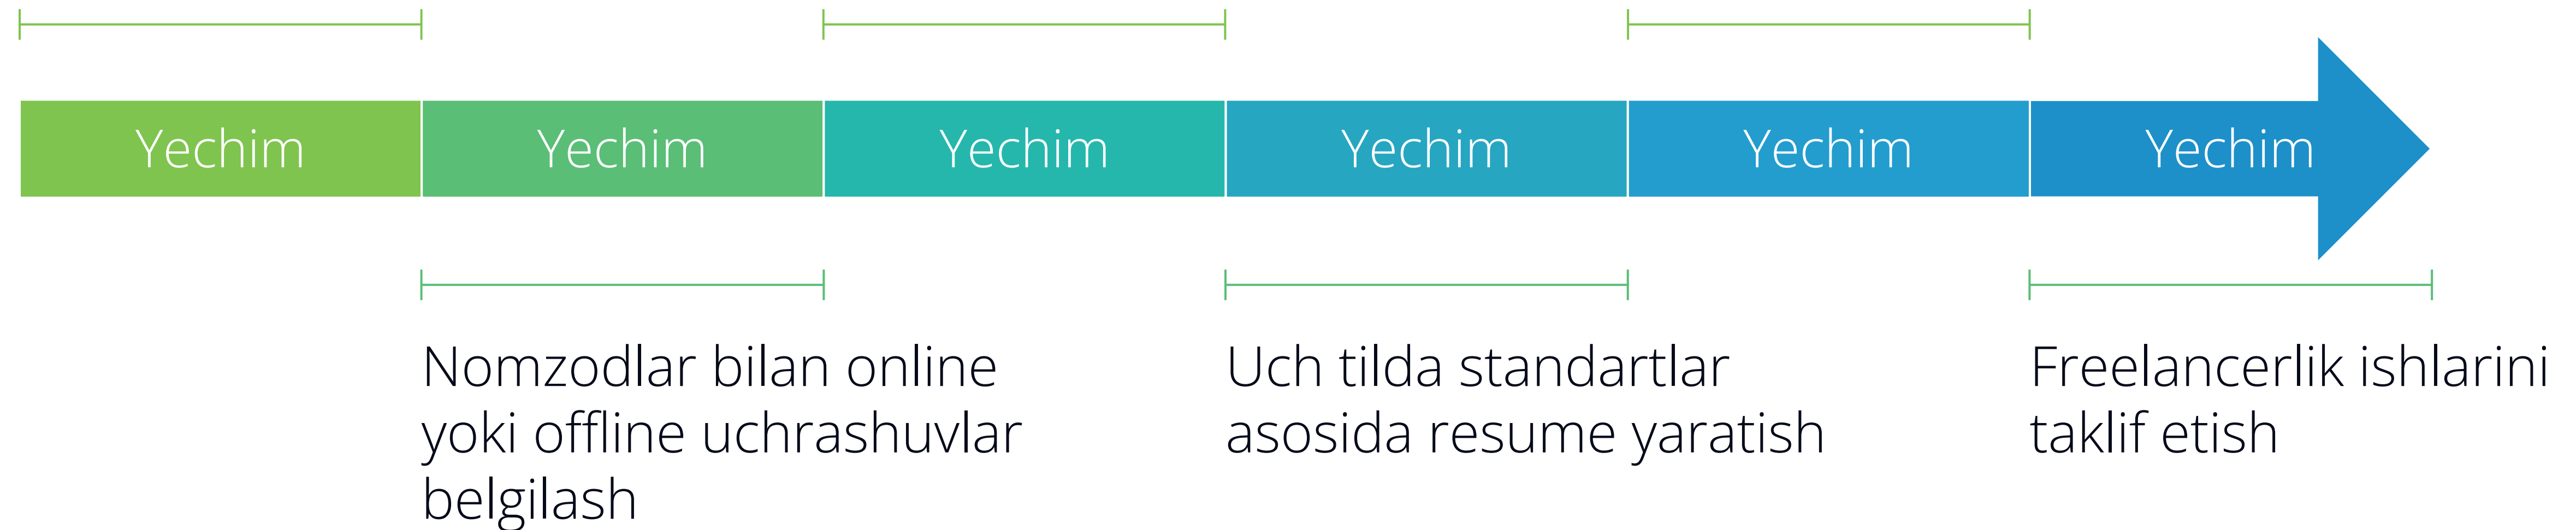 Yechim
Yechim
Yechim
Yechim
Yechim
Yechim
Nomzodlar bilan online
yoki offline uchrashuvlar
belgilash
Uch tilda standartlar
asosida resume yaratish
Freelancerlik ishlarini
taklif etish